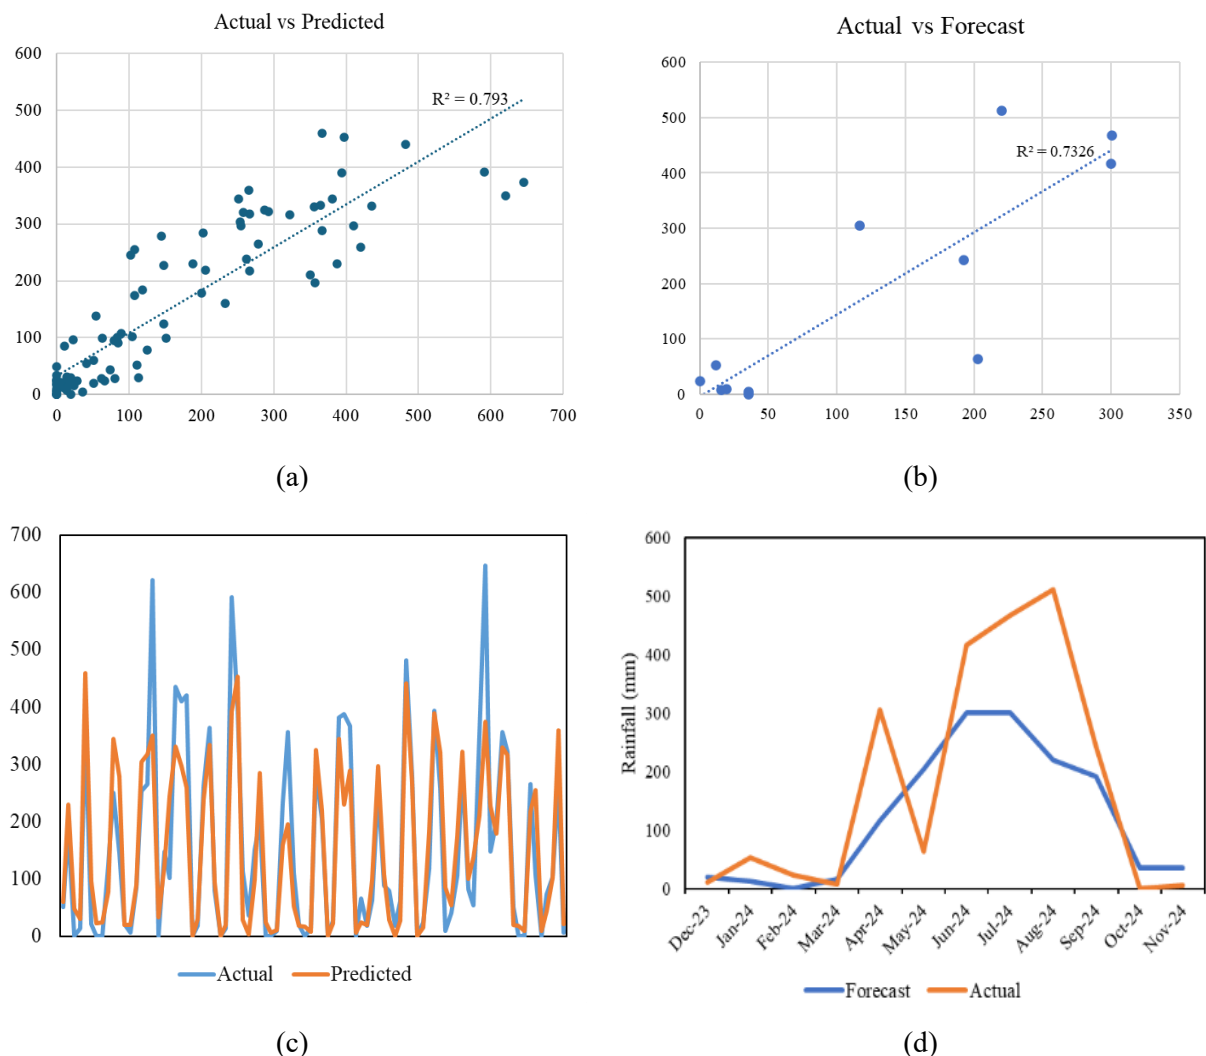 Actual vs Predicted
600
500
400
300
200
100
0
R² = 0.793
0 100 200 300 400 500 600 700
(a)
Actual vs Forecast
600
500
400
300
200
100
0
R² = 0.7326
0 50 100 150 200 250 300 350
(b)
700
600
500
400
300
200
100
0
Actual Predicted
(c)
Rainfall (mm)
600
500
400
300
200
100
0
Dec-23 Jan-24 Feb-24 Mar-24 Apr-24 May-24 Jun-24 Jul-24 Aug-24 Sep-24 Oct-24 Nov-24
Forecast Actual
(d)